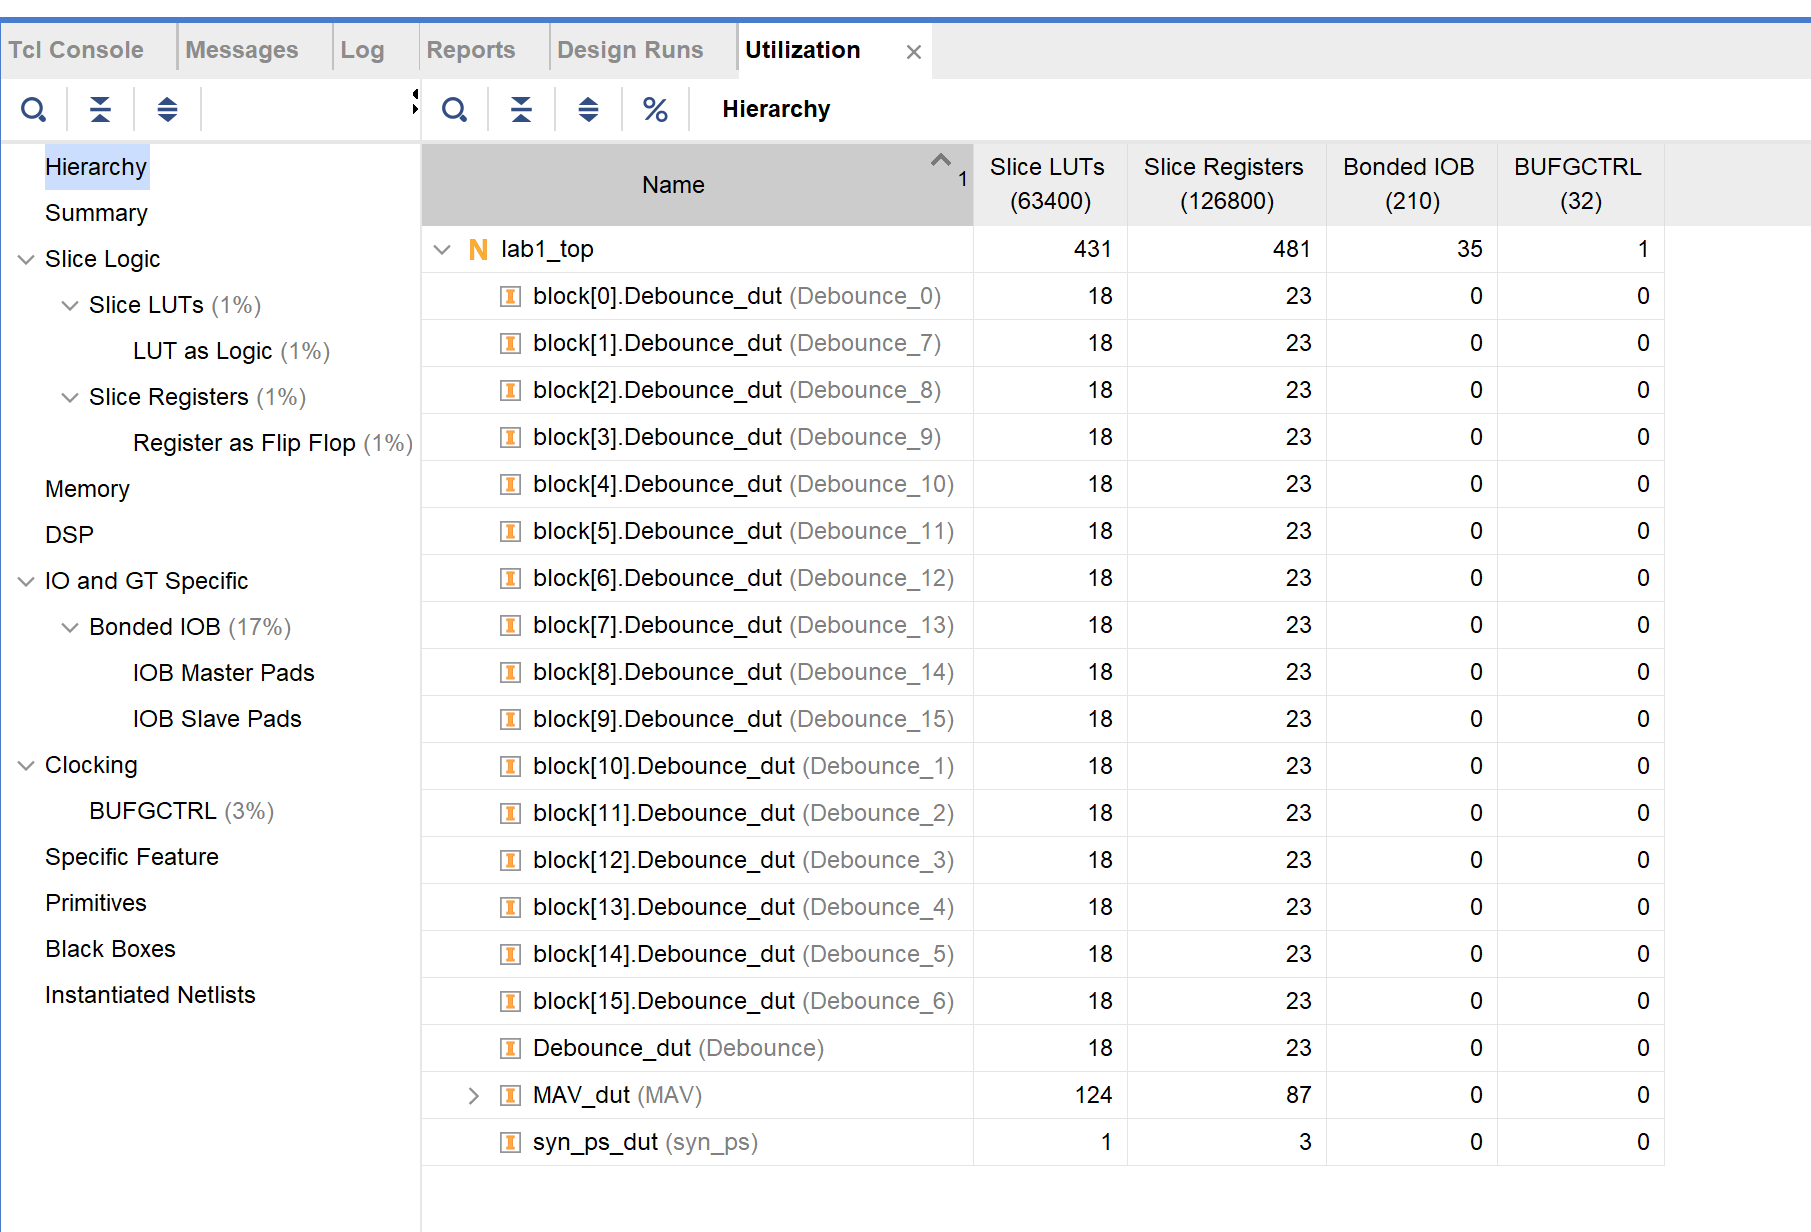 Tcl Console Messages Log Reports Design Runs Utilization
% Hierarchy
Hierarchy
Summary
Slice Logic
Slice LUTs (1%)
LUT as Logic (1%)
Slice Registers (1%)
Register as Flip Flop (1%)
Memory
DSP
IO and GT Specific
Bonded IOB (17%)
IOB Master Pads
IOB Slave Pads
Clocking
BUFGCTRL (3%)
Specific Feature
Primitives
Black Boxes
Instantiated Netlists
Name 1 Slice LUTs Slice Registers Bonded IOB BUFGCTRL
(63400) (126800) (210) (32)
N lab1_top 431 481 35 1
I block[0].Debounce_dut (Debounce_0) 18 23 0 0
I block[1].Debounce_dut (Debounce_7) 18 23 0 0
I block[2].Debounce_dut (Debounce_8) 18 23 0 0
I block[3].Debounce_dut (Debounce_9) 18 23 0 0
I block[4].Debounce_dut (Debounce_10) 18 23 0 0
I block[5].Debounce_dut (Debounce_11) 18 23 0 0
I block[6].Debounce_dut (Debounce_12) 18 23 0 0
I block[7].Debounce_dut (Debounce_13) 18 23 0 0
I block[8].Debounce_dut (Debounce_14) 18 23 0 0
I block[9].Debounce_dut (Debounce_15) 18 23 0 0
I block[10].Debounce_dut (Debounce_1) 18 23 0 0
I block[11].Debounce_dut (Debounce_2) 18 23 0 0
I block[12].Debounce_dut (Debounce_3) 18 23 0 0
I block[13].Debounce_dut (Debounce_4) 18 23 0 0
I block[14].Debounce_dut (Debounce_5) 18 23 0 0
I block[15].Debounce_dut (Debounce_6) 18 23 0 0
I Debounce_dut (Debounce) 18 23 0 0
I MAV_dut (MAV) 124 87 0 0
I syn_ps_dut (syn_ps) 1 3 0 0